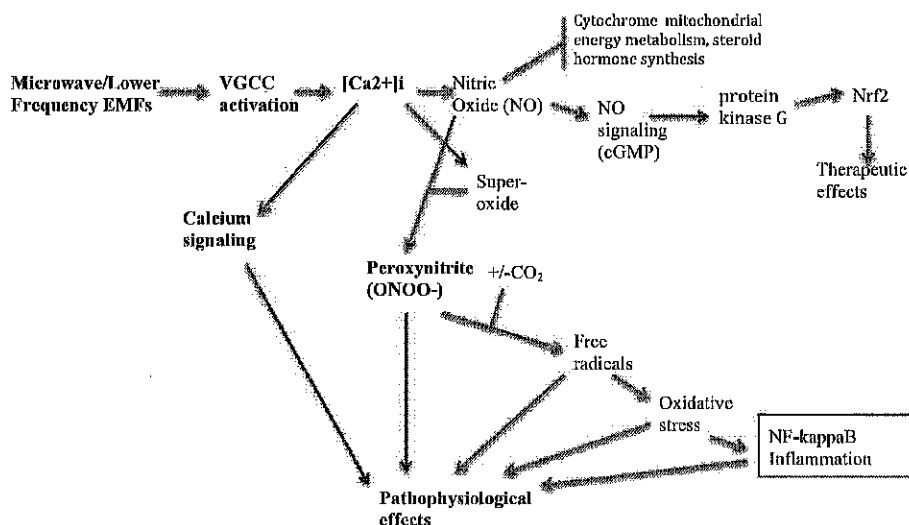 Cytochrome mitochondrial
energy metabolism, steroid
hormone synthesis
Microwave/Lower
Frequency EMFs
VGCC
activation
[Ca2+]i
Nitric
Oxide (NO)
NO
signaling
(cGMP)
protein
kinase G
Nrf2
Therapeutic
effects
Super-
oxide
Calcium
signaling
Peroxynitrite
(ONOO-)
+/-CO2
Free
radicals
Oxidative
stress
NF-kappaB
Inflammation
Pathophysiological
effects